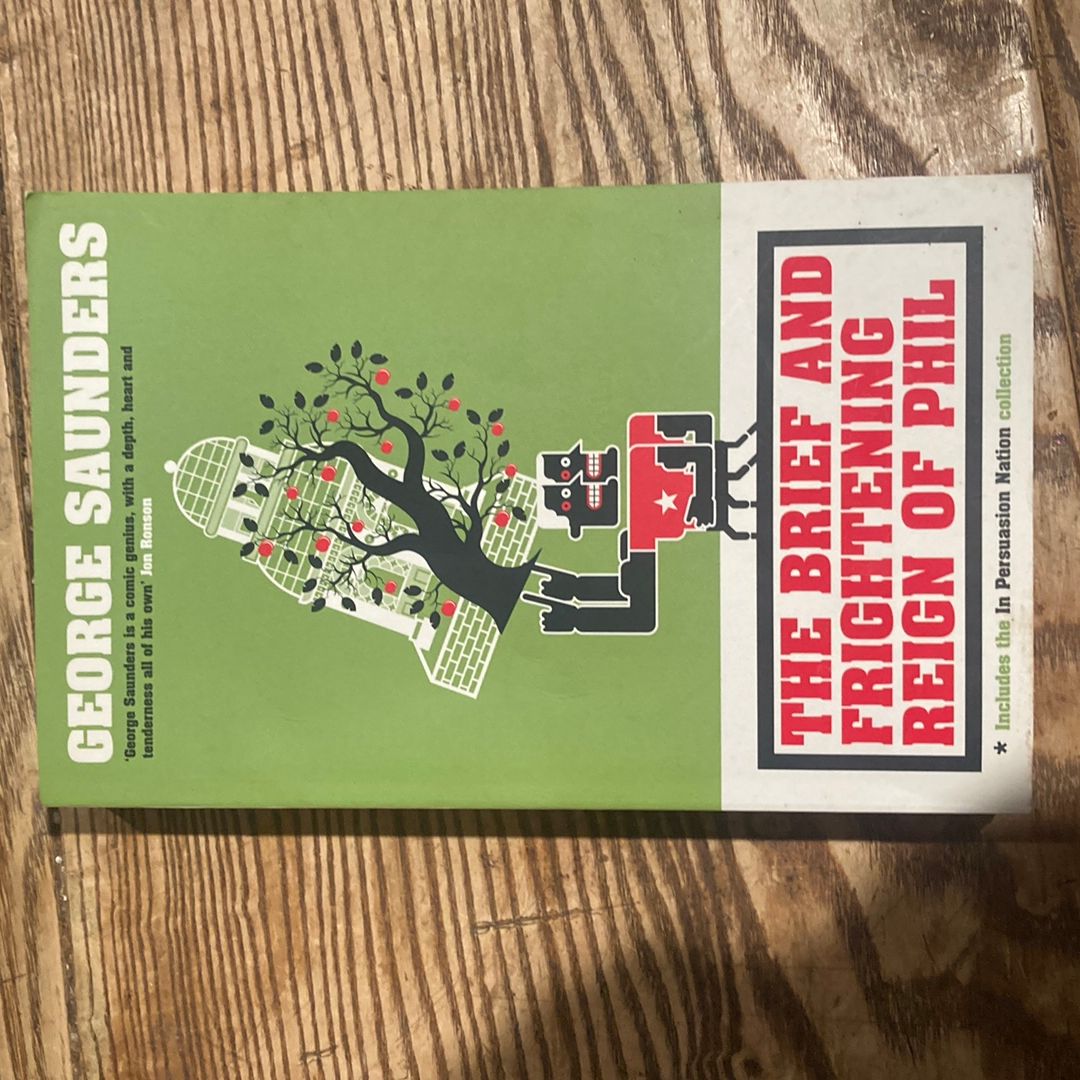 GEORGE SAUNDERS
'George Saunders is a comic genius, with a depth, heart and
tenderness all of his own' Jon Ronson
THE BRIEF AND
FRIGHTENING
REIGN OF PHIL
* Includes the In Persuasion Nation collection